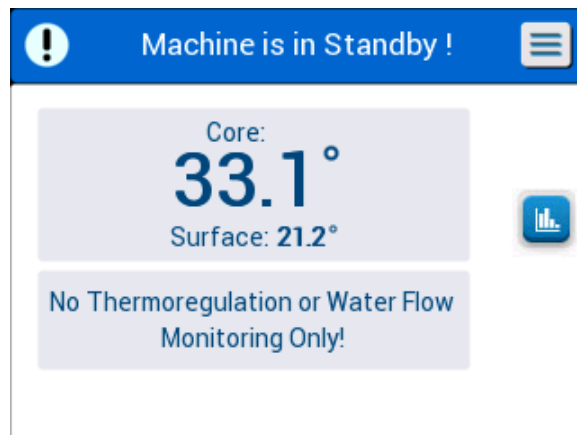 Machine is in Standby !
Core:
33.1°
Surface: 21.2°
No Thermoregulation or Water Flow
Monitoring Only!